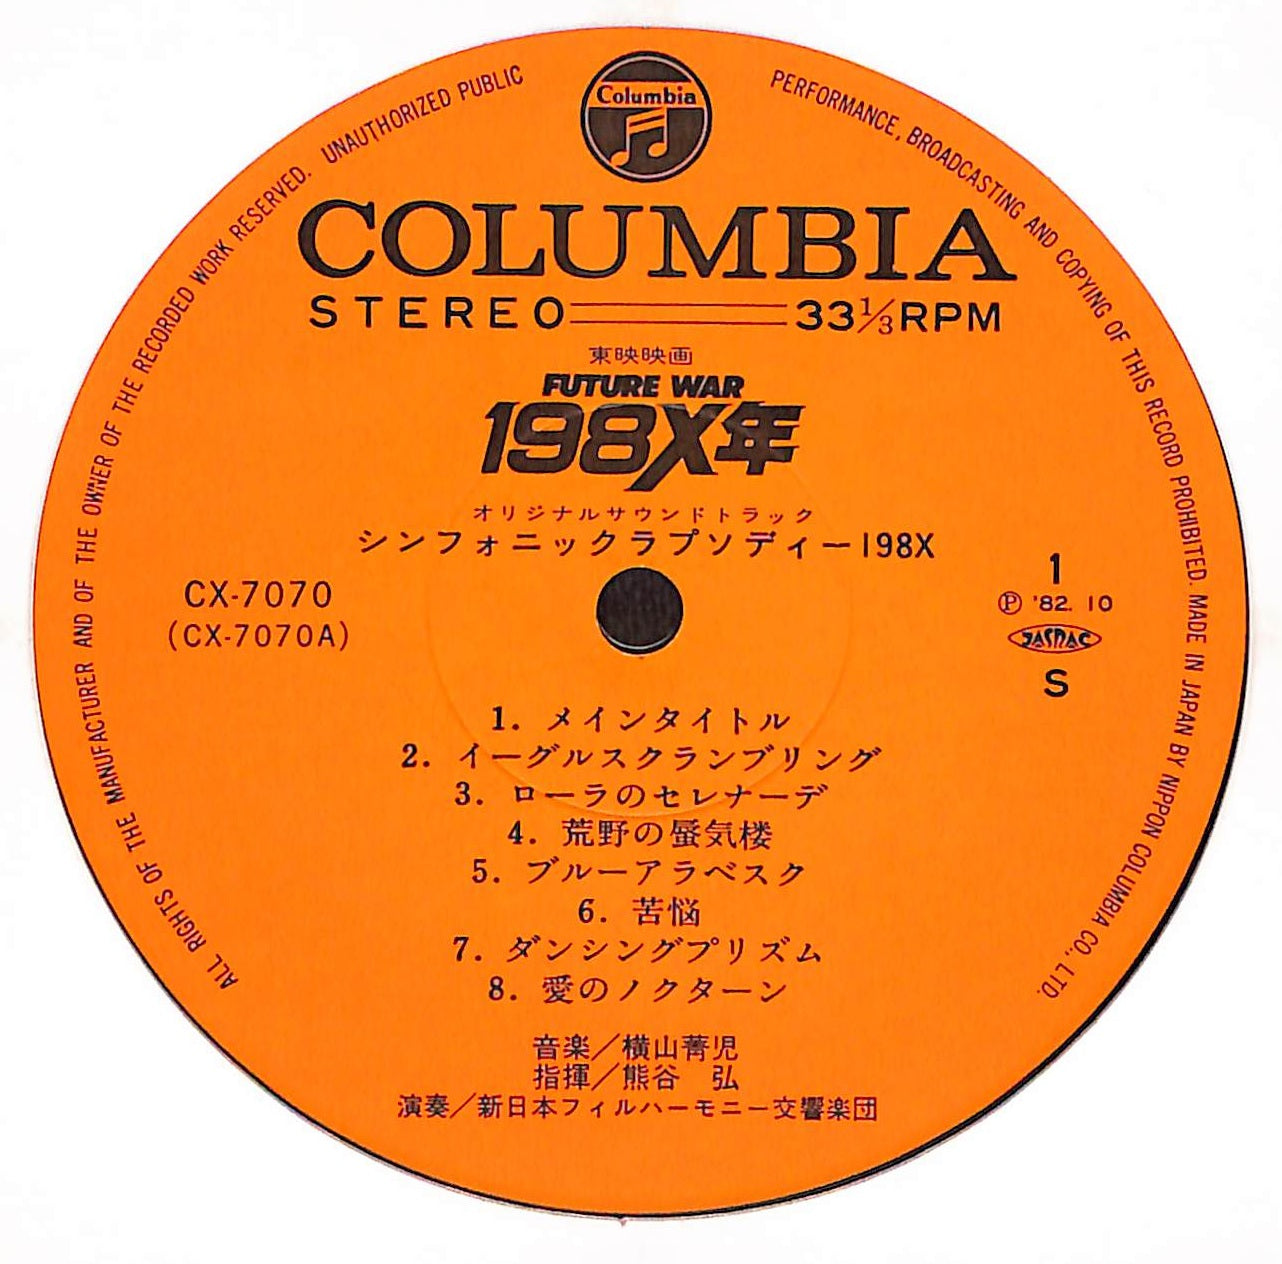 Columbia
COLUMBIA
STEREO 33⅓RPM
東映映画
FUTURE WAR
198X年
オリジナルサウンドトラック
シンフォニックラプソディー198X
CX-7070
(CX-7070A)
1
Ⓟ '82. 10
JASRAC
S
1. メインタイトル
2. イーグルスクランブリング
3. ローラのセレナーデ
4. 荒野の蜃気楼
5. ブルーアラベスク
6. 苦悩
7. ダンシングプリズム
8. 愛のノクターン
音楽／横山菁児
指揮／熊谷 弘
演奏／新日本フィルハーモニー交響楽団
ALL RIGHTS OF THE MANUFACTURER AND OF THE OWNER OF THE RECORDED WORK RESERVED. UNAUTHORIZED PUBLIC PERFORMANCE, BROADCASTING AND COPYING OF THIS RECORD PROHIBITED. MADE IN JAPAN BY NIPPON COLUMBIA CO., LTD.